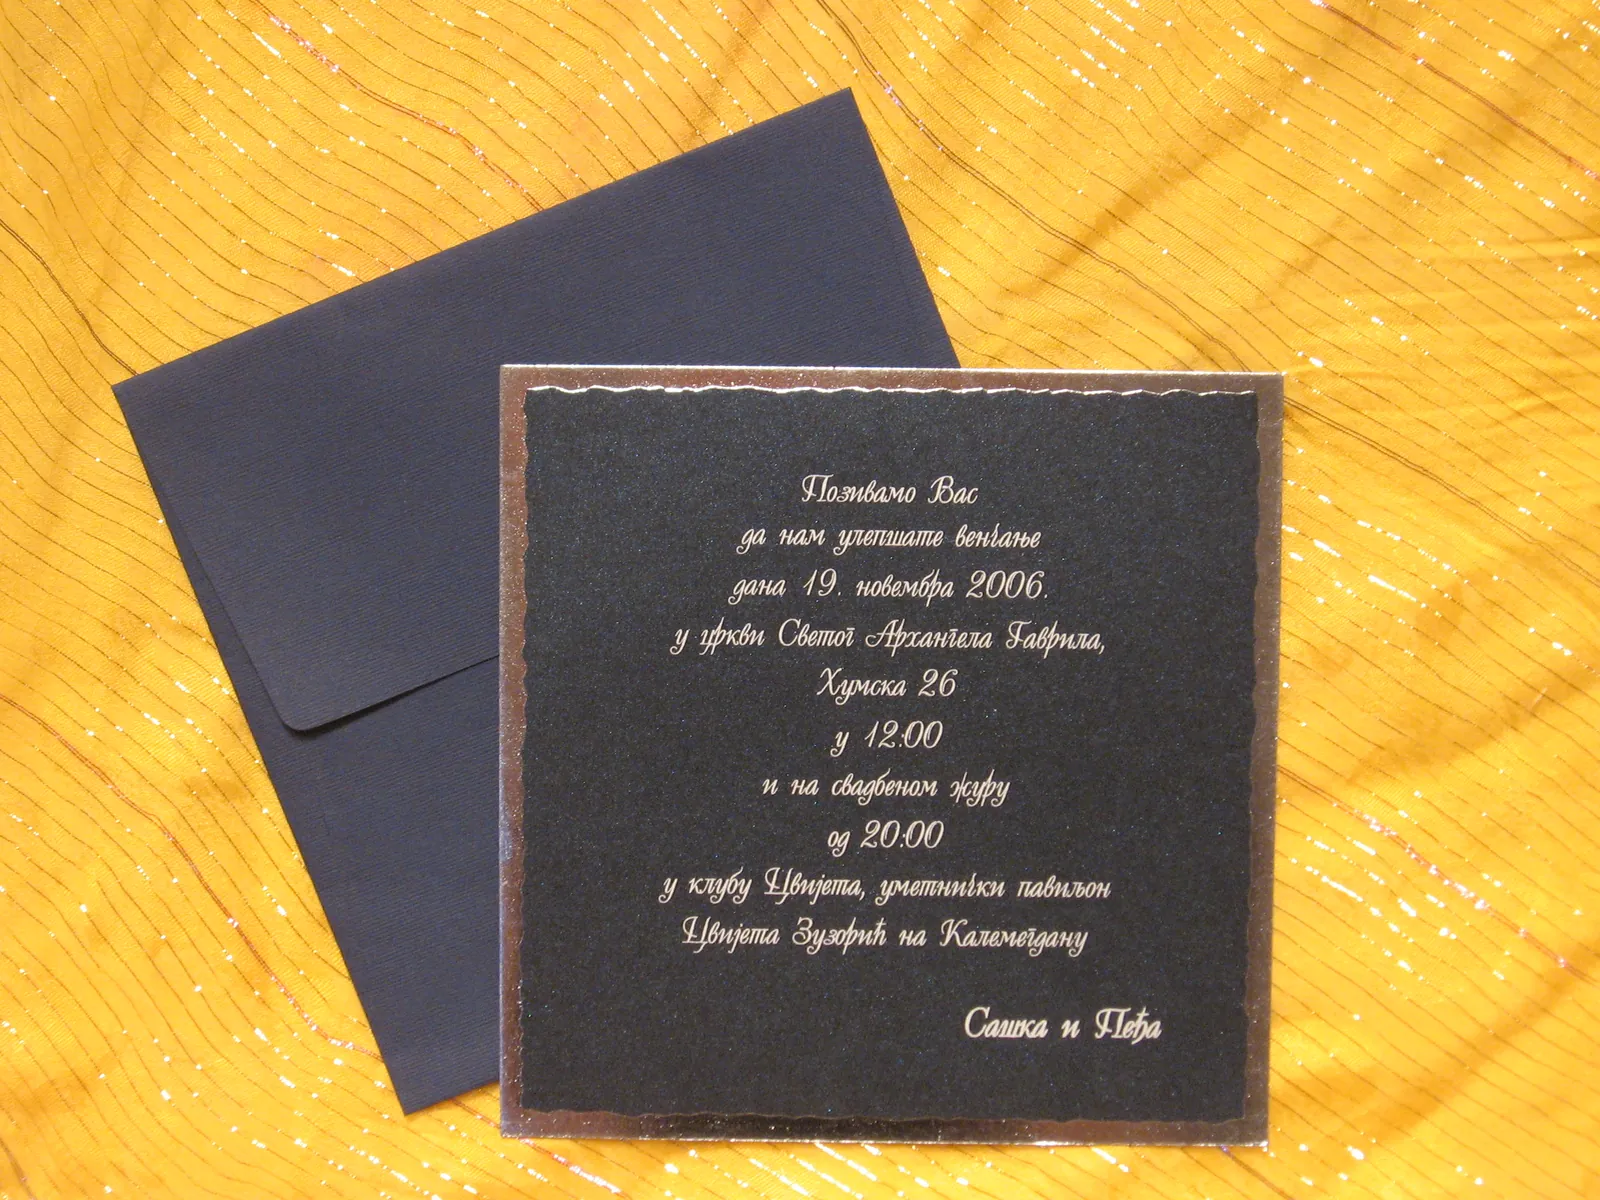 Позивамо Вас
да нам улепшате венчање
дана 19. новембра 2006.
у цркви Светог Архангела Гаврила,
Хумска 26
у 12:00
и на свадбеном журу
од 20:00
у клубу Цвијета, уметнички павиљон
Цвијета Зузорић на Калемегдану
Сашка и Пеђа